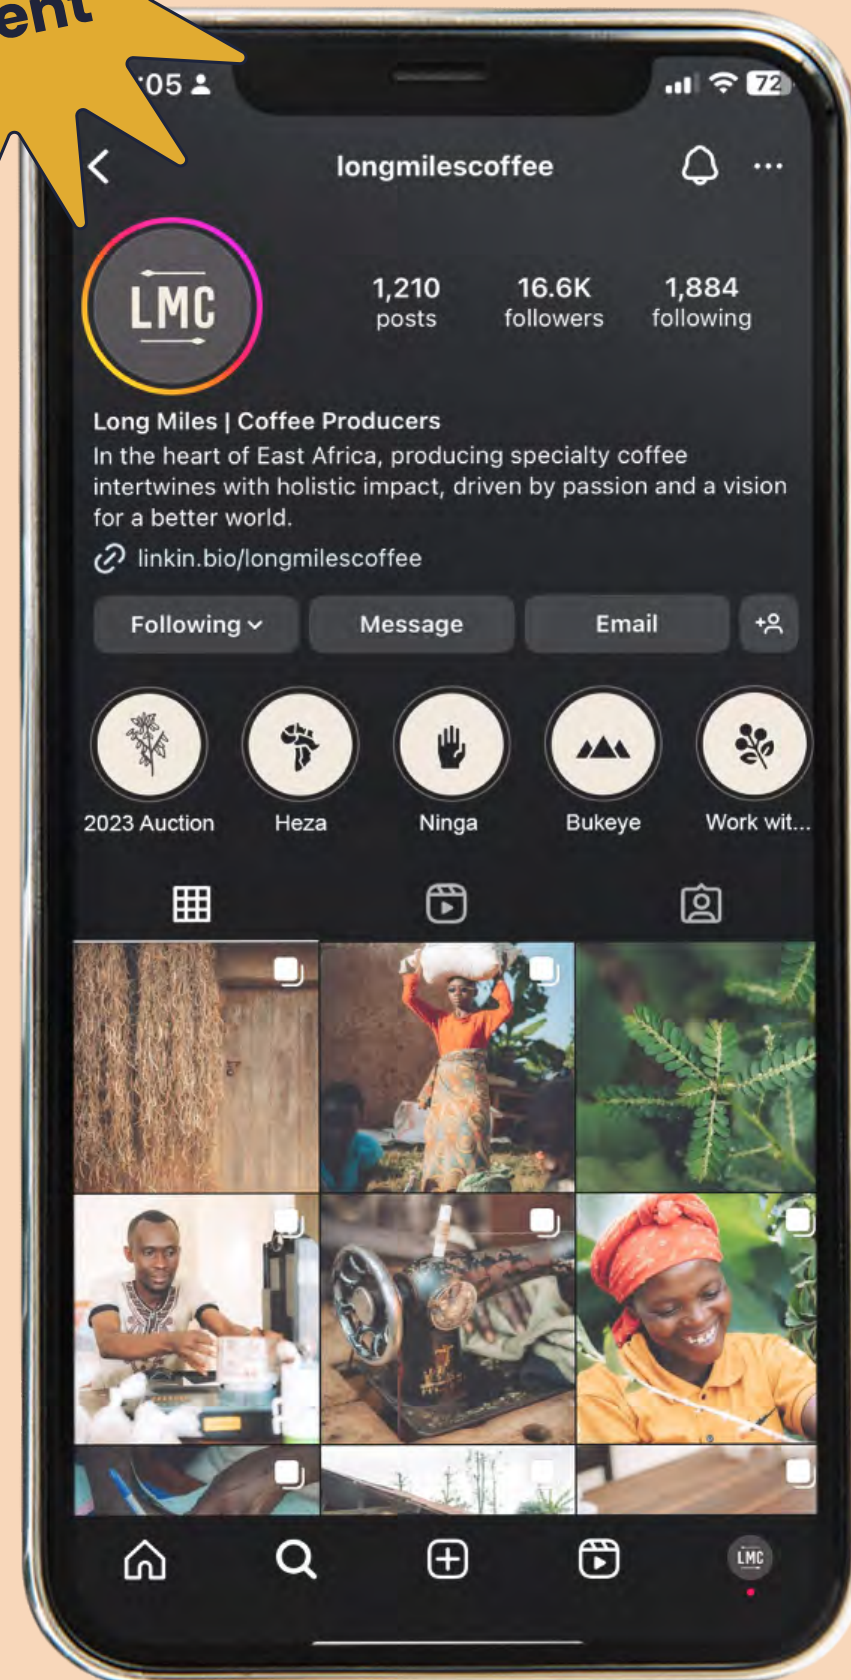 longmilescoffee
72
LMC
1,210 posts
16.6K followers
1,884 following
Long Miles | Coffee Producers
In the heart of East Africa, producing specialty coffee
intertwines with holistic impact, driven by passion and a vision
for a better world.
linkin.bio/longmilescoffee
Following
Message
Email
2023 Auction
Heza
Ninga
Bukeye
Work wit...
LMC